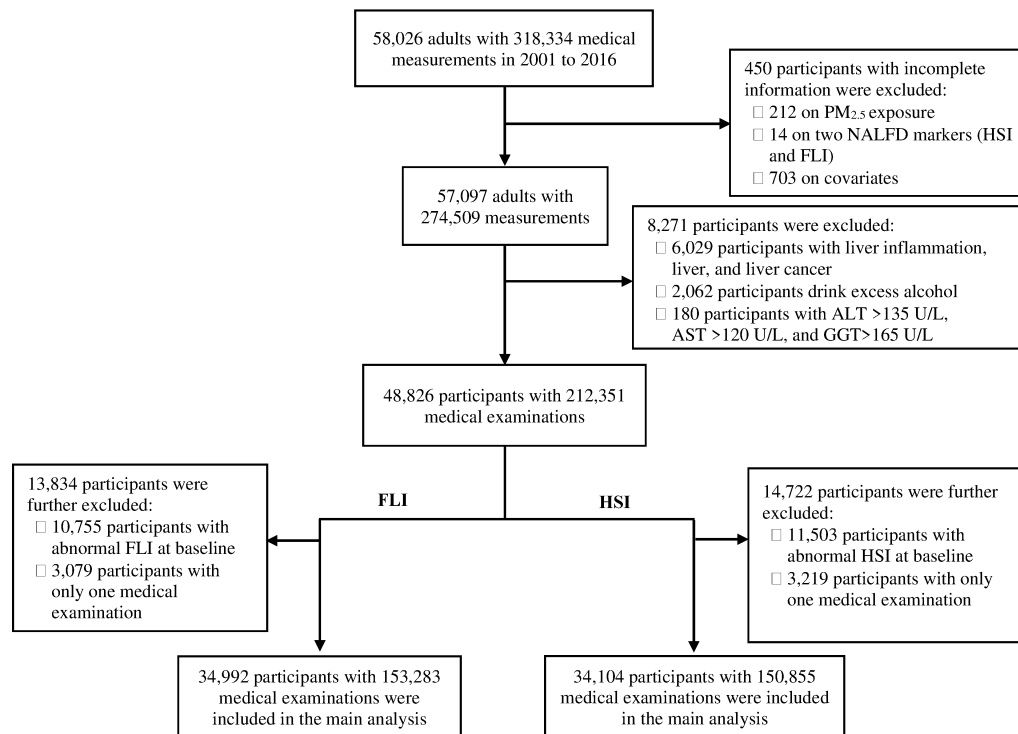 58,026 adults with 318,334 medical
measurements in 2001 to 2016
450 participants with incomplete
information were excluded:
□ 212 on PM2.5 exposure
□ 14 on two NALFD markers (HSI
and FLI)
□ 703 on covariates
57,097 adults with
274,509 measurements
8,271 participants were excluded:
□ 6,029 participants with liver inflammation,
liver, and liver cancer
□ 2,062 participants drink excess alcohol
□ 180 participants with ALT >135 U/L,
AST >120 U/L, and GGT>165 U/L
48,826 participants with 212,351
medical examinations
13,834 participants were
further excluded:
□ 10,755 participants with
abnormal FLI at baseline
□ 3,079 participants with
only one medical
examination
FLI
HSI
14,722 participants were further
excluded:
□ 11,503 participants with
abnormal HSI at baseline
□ 3,219 participants with only
one medical examination
34,992 participants with 153,283
medical examinations were
included in the main analysis
34,104 participants with 150,855
medical examinations were included
in the main analysis